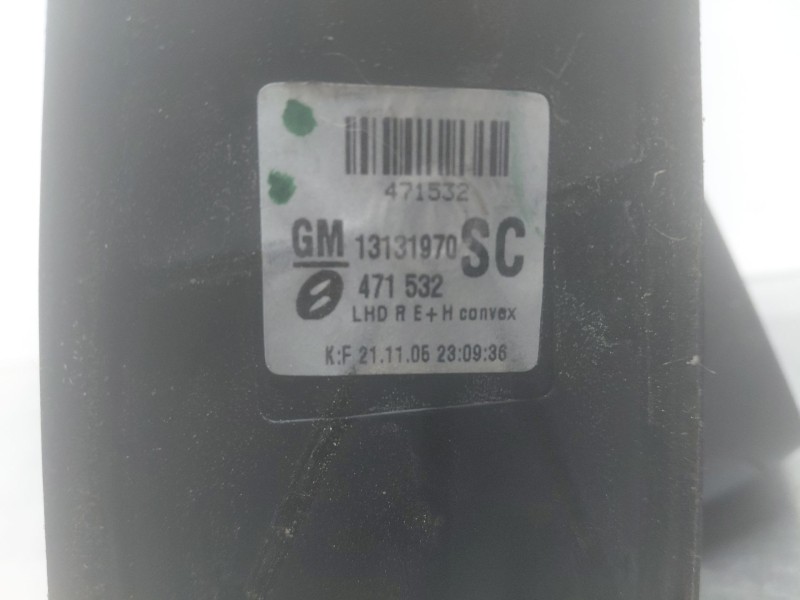 471532
GM 13131970 SC
471 532
LHD R E+H convex
K:F 21.11.05 23:09:36